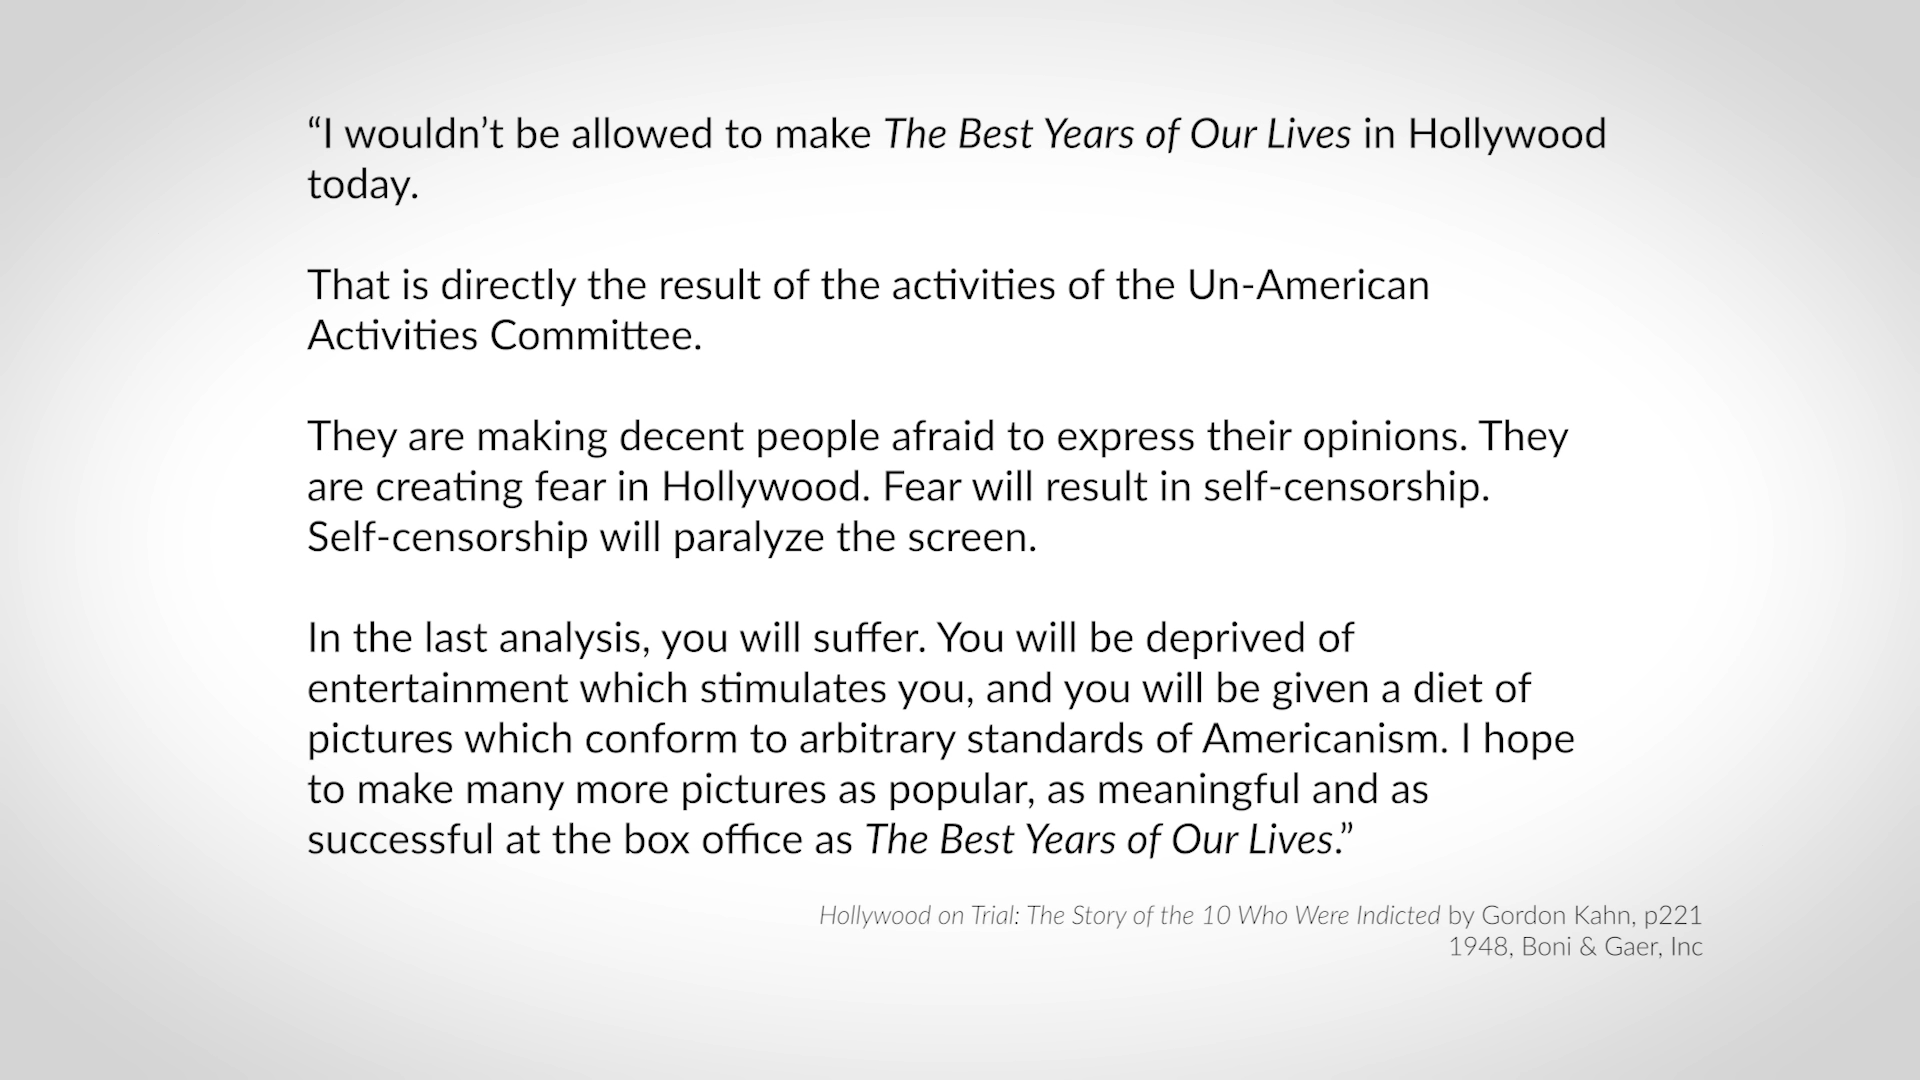 “I wouldn’t be allowed to make The Best Years of Our Lives in Hollywood
today.
That is directly the result of the activities of the Un-American
Activities Committee.
They are making decent people afraid to express their opinions. They
are creating fear in Hollywood. Fear will result in self-censorship.
Self-censorship will paralyze the screen.
In the last analysis, you will suffer. You will be deprived of
entertainment which stimulates you, and you will be given a diet of
pictures which conform to arbitrary standards of Americanism. I hope
to make many more pictures as popular, as meaningful and as
successful at the box office as The Best Years of Our Lives.”
Hollywood on Trial: The Story of the 10 Who Were Indicted by Gordon Kahn, p221
1948, Boni & Gaer, Inc